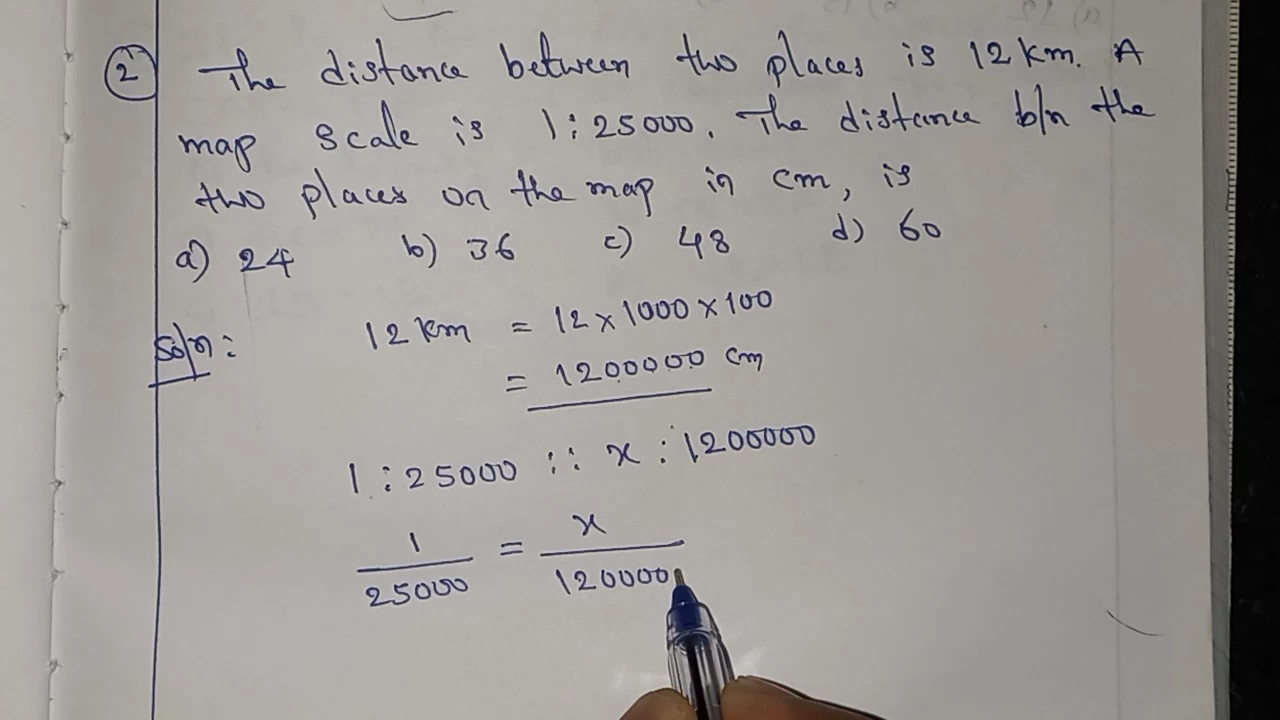 2 The distance between two places is 12 km. A
map scale is 1:25000. The distance b/n the
two places on the map in cm, is
a) 24 b) 36 c) 48 d) 60
Soln: 12 km = 12 × 1000 × 100
= 1200000 cm
1 : 25000 :: x : 1200000
1 = x
25000 120000